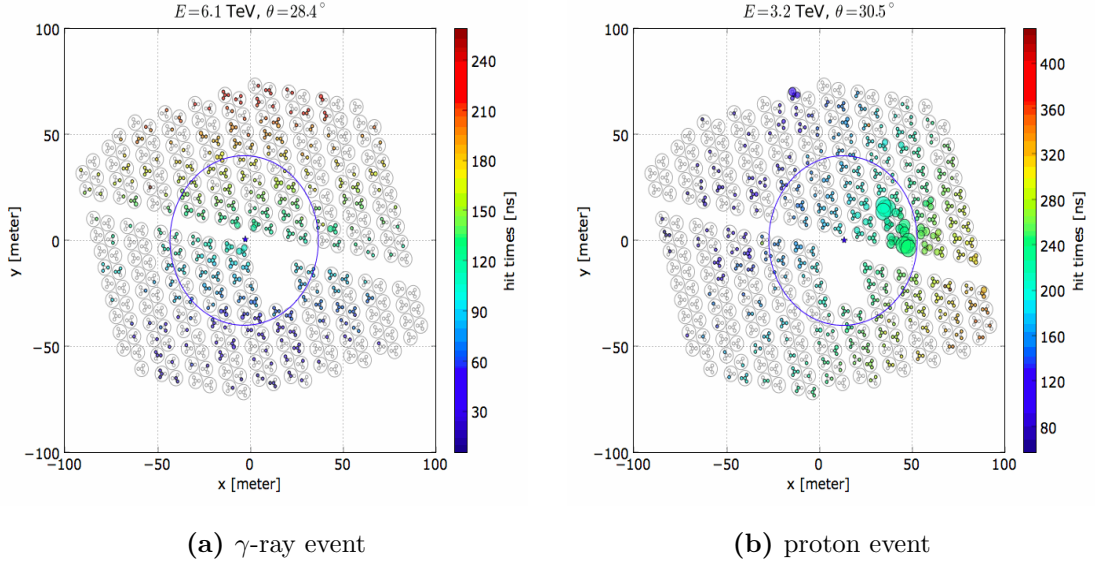 E=6.1 TeV, θ=28.4°
100
50
0
−50
−100
−100 −50 0 50 100
x [meter]
y [meter]
240
210
180
150
120
90
60
30
hit times [ns]
(a) γ-ray event
E=3.2 TeV, θ=30.5°
100
50
0
−50
−100
−100 −50 0 50 100
x [meter]
y [meter]
400
360
320
280
240
200
160
120
80
hit times [ns]
(b) proton event